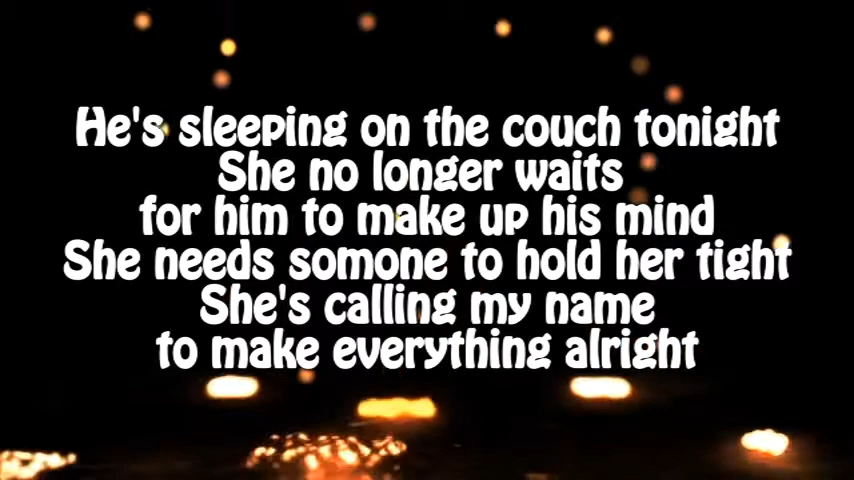 He's sleeping on the couch tonight
She no longer waits
for him to make up his mind
She needs somone to hold her tight
She's calling my name
to make everything alright